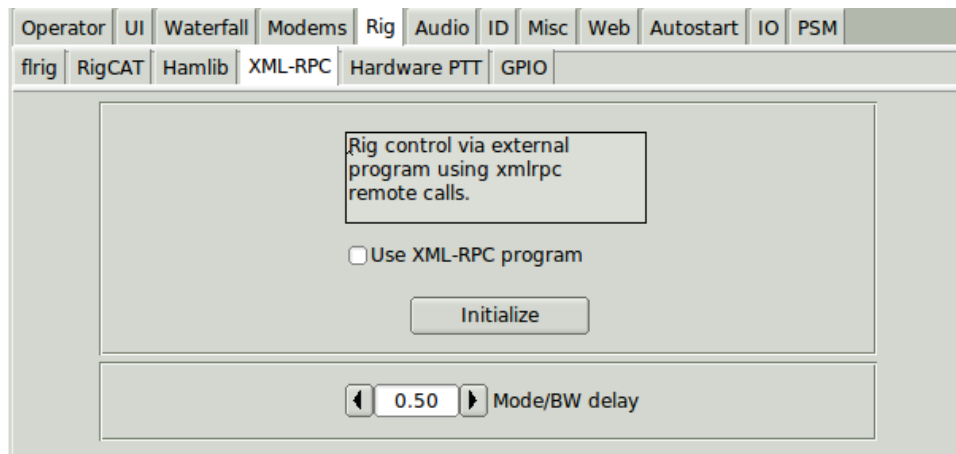 Operator UI Waterfall Modems Rig Audio ID Misc Web Autostart IO PSM
flrig RigCAT Hamlib XML-RPC Hardware PTT GPIO
Rig control via external
program using xmlrpc
remote calls.
Use XML-RPC program
Initialize
0.50 Mode/BW delay